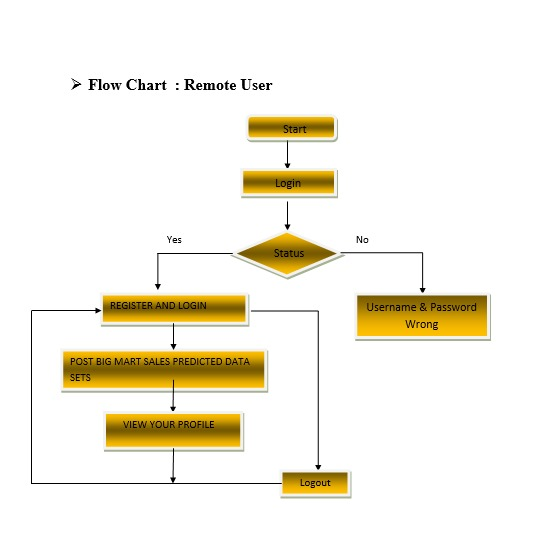 ➢ Flow Chart : Remote User
Start
Login
Yes
No
Status
REGISTER AND LOGIN
Username & Password
Wrong
POST BIG MART SALES PREDICTED DATA
SETS
VIEW YOUR PROFILE
Logout